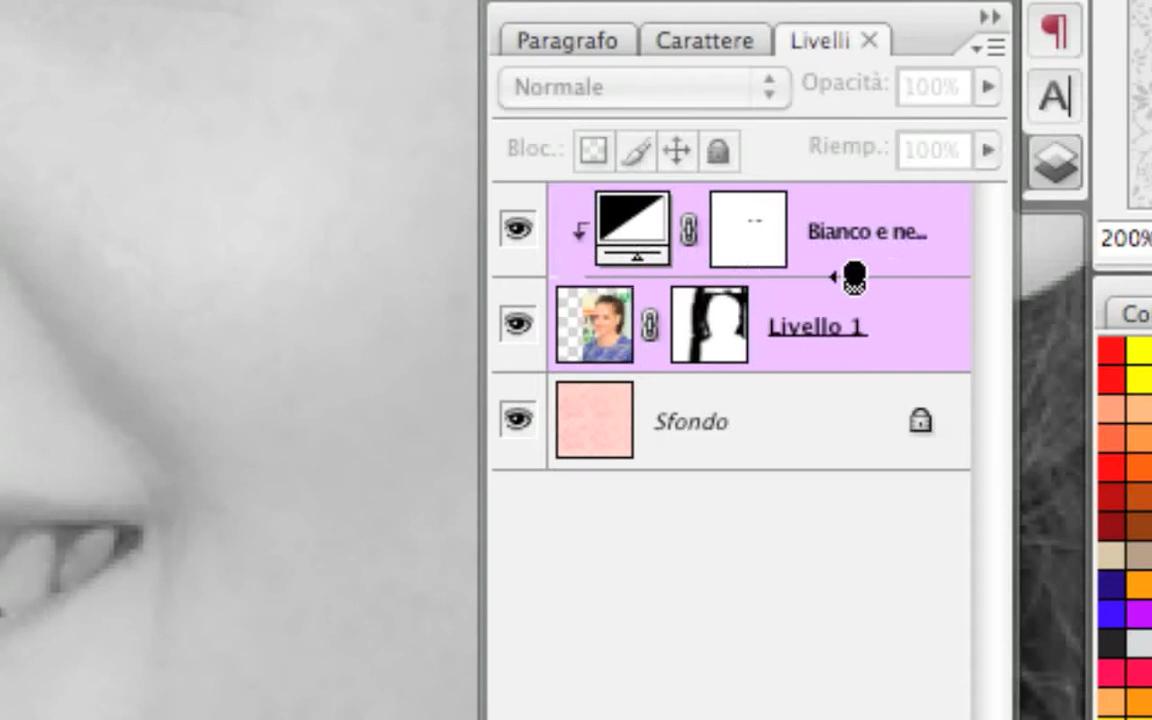 Paragrafo Carattere Livelli
Normale Opacità: 100%
Bloc.: Riemp.: 100%
Bianco e ne...
Livello 1
Sfondo
A
200%
Co